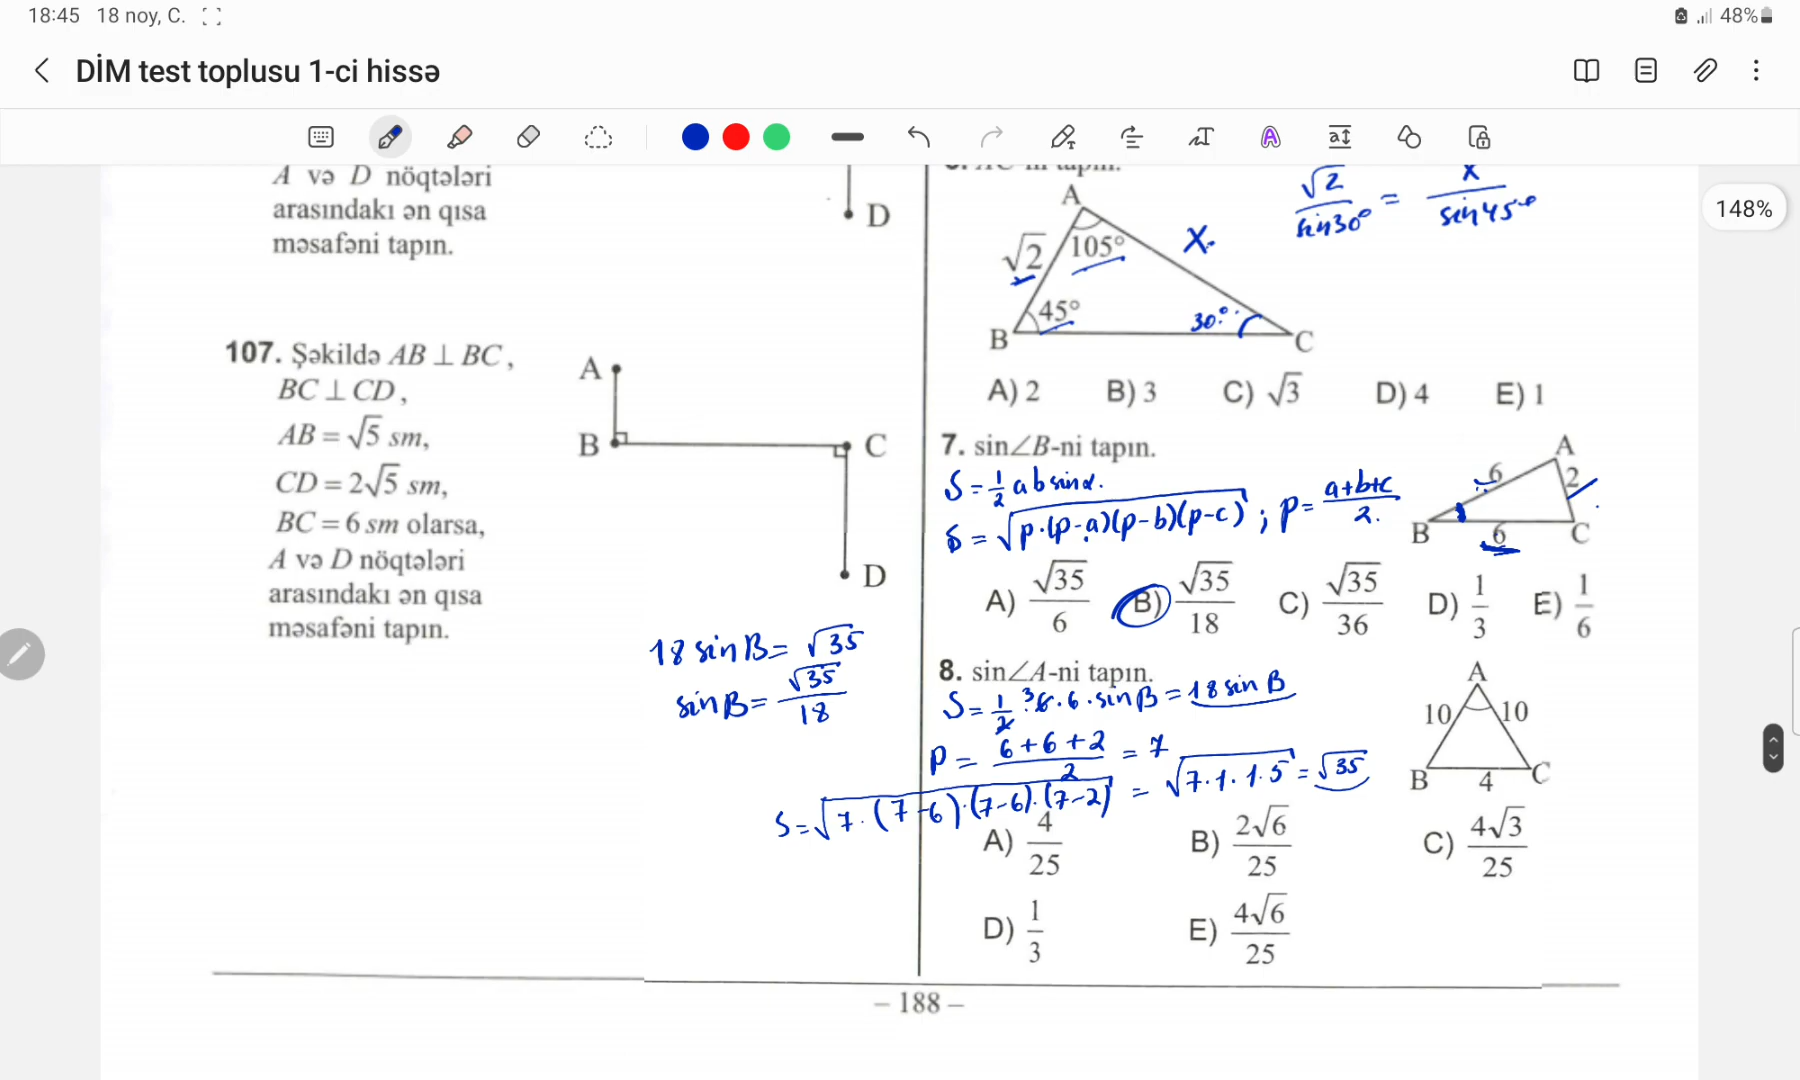 18:45 18 noy, C.
48%
DİM test toplusu 1-ci hissə
148%
A və D nöqtələri
arasındakı ən qısa
məsafəni tapın.
D
107. Şəkildə AB ⊥ BC,
BC ⊥ CD,
AB = √5 sm,
CD = 2√5 sm,
BC = 6 sm olarsa,
A və D nöqtələri
arasındakı ən qısa
məsafəni tapın.
A
B
C
D
18 sin B = √35
sin B = √35/18
A
√2 105° x
45° 30°
B C
√2/sin30° = x/sin45°
A) 2 B) 3 C) √3 D) 4 E) 1
7. sin∠B-ni tapın.
S = 1/2 ab sinα.
S = √p·(p-a)(p-b)(p-c) ; p = a+b+c/2
A
6 2
B 6 C
A) √35/6 B) √35/18 C) √35/36 D) 1/3 E) 1/6
8. sin∠A-ni tapın.
S = 1/2 · 6 3 · 6 · sin B = 18 sin B
P = 6+6+2/2 = 7
S = √7·(7-6)·(7-6)·(7-2) = √7·1·1·5 = √35
A
10 10
B 4 C
A) 4/25 B) 2√6/25 C) 4√3/25
D) 1/3 E) 4√6/25
– 188 –